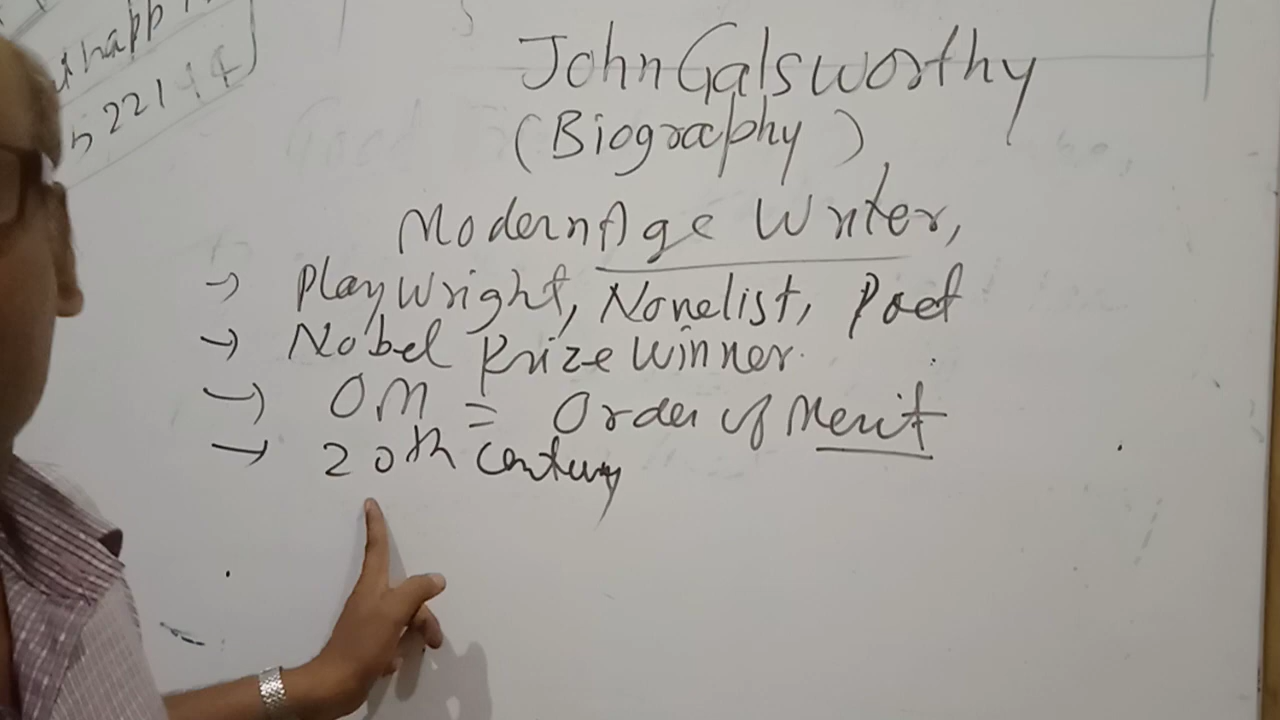 John Galsworthy
(Biography)
Modern Age Writer,
→ Playwright, Novelist, Poet
→ Nobel Prize Winner.
→ OM = Order of Merit
→ 20th Century